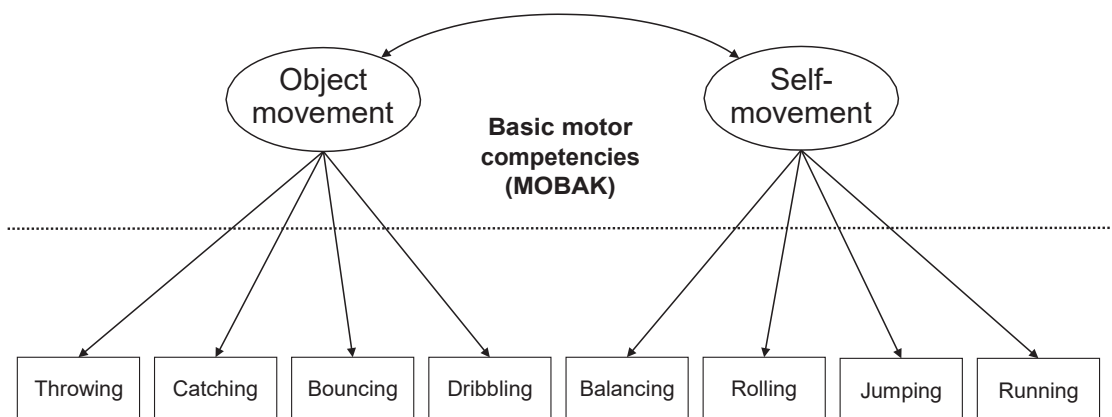 Object
movement
Self-
movement
Basic motor
competencies
(MOBAK)
Throwing
Catching
Bouncing
Dribbling
Balancing
Rolling
Jumping
Running